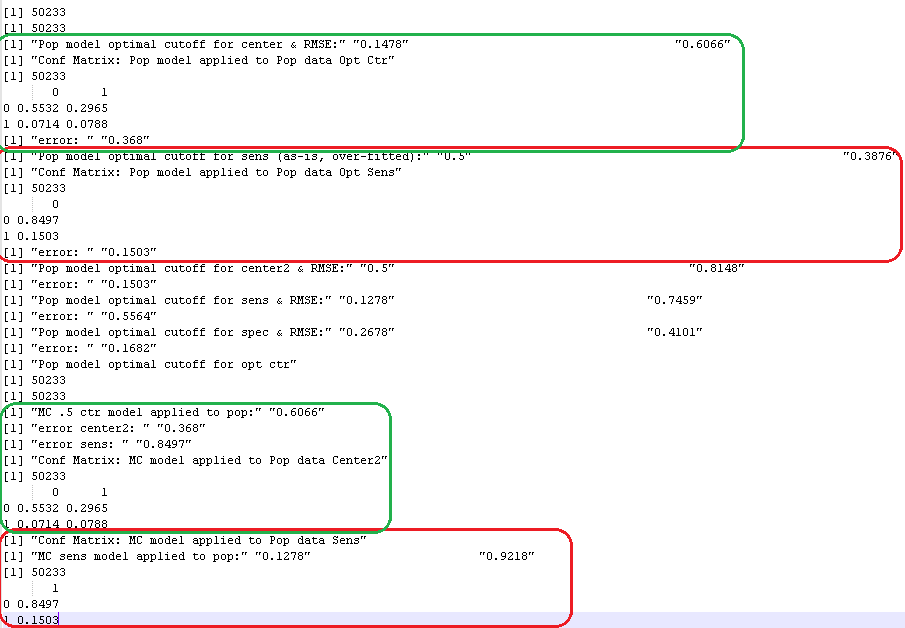 [1] 50233
[1] 50233
[1] "Pop model optimal cutoff for center & RMSE:" "0.1478" "0.6066"
[1] "Conf Matrix: Pop model applied to Pop data Opt Ctr"
[1] 50233
0 1
0 0.5532 0.2965
1 0.0714 0.0788
[1] "error: " "0.368"
[1] "Pop model optimal cutoff for sens (as-is, over-fitted):" "0.5" "0.3876"
[1] "Conf Matrix: Pop model applied to Pop data Opt Sens"
[1] 50233
0
0 0.8497
1 0.1503
[1] "error: " "0.1503"
[1] "Pop model optimal cutoff for center2 & RMSE:" "0.5" "0.8148"
[1] "error: " "0.1503"
[1] "Pop model optimal cutoff for sens & RMSE:" "0.1278" "0.7459"
[1] "error: " "0.5564"
[1] "Pop model optimal cutoff for spec & RMSE:" "0.2678" "0.4101"
[1] "error: " "0.1682"
[1] "Pop model optimal cutoff for opt ctr"
[1] 50233
[1] 50233
[1] "MC .5 ctr model applied to pop:" "0.6066"
[1] "error center2: " "0.368"
[1] "error sens: " "0.8497"
[1] "Conf Matrix: MC model applied to Pop data Center2"
[1] 50233
0 1
0 0.5532 0.2965
1 0.0714 0.0788
[1] "Conf Matrix: MC model applied to Pop data Sens"
[1] "MC sens model applied to pop:" "0.1278" "0.9218"
[1] 50233
1
0 0.8497
1 0.1503